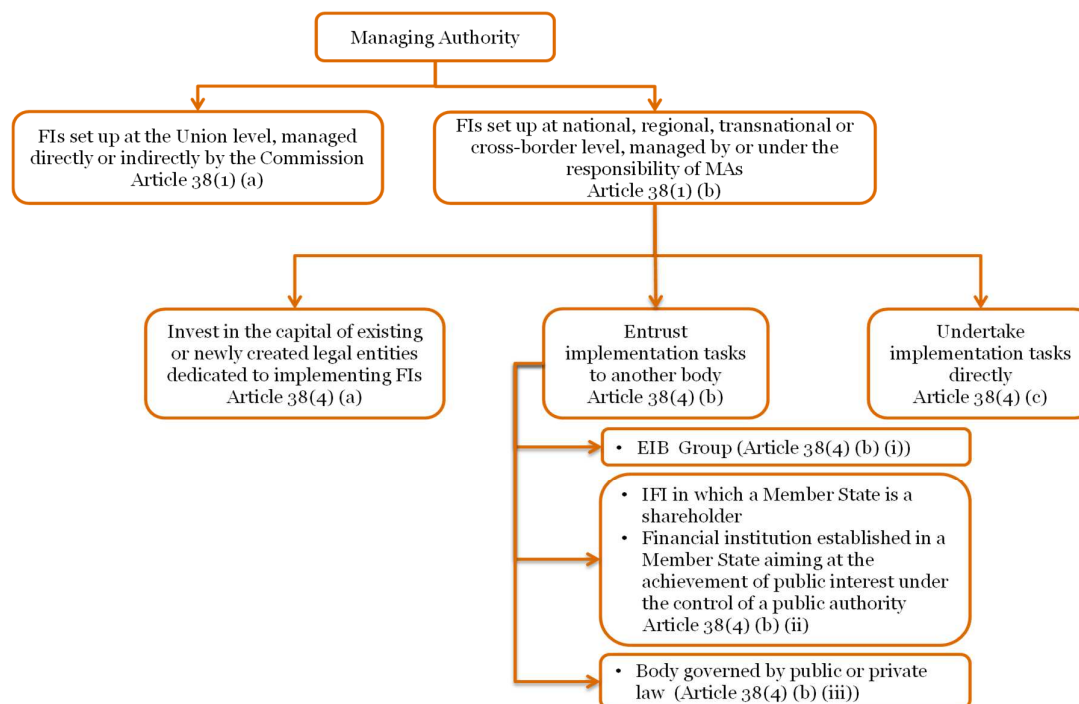 Managing Authority
FIs set up at the Union level, managed
directly or indirectly by the Commission
Article 38(1) (a)
FIs set up at national, regional, transnational or
cross-border level, managed by or under the
responsibility of MAs
Article 38(1) (b)
Invest in the capital of existing
or newly created legal entities
dedicated to implementing FIs
Article 38(4) (a)
Entrust
implementation tasks
to another body
Article 38(4) (b)
Undertake
implementation tasks
directly
Article 38(4) (c)
• EIB Group (Article 38(4) (b) (i))
• IFI in which a Member State is a
shareholder
• Financial institution established in a
Member State aiming at the
achievement of public interest under
the control of a public authority
Article 38(4) (b) (ii)
• Body governed by public or private
law (Article 38(4) (b) (iii))